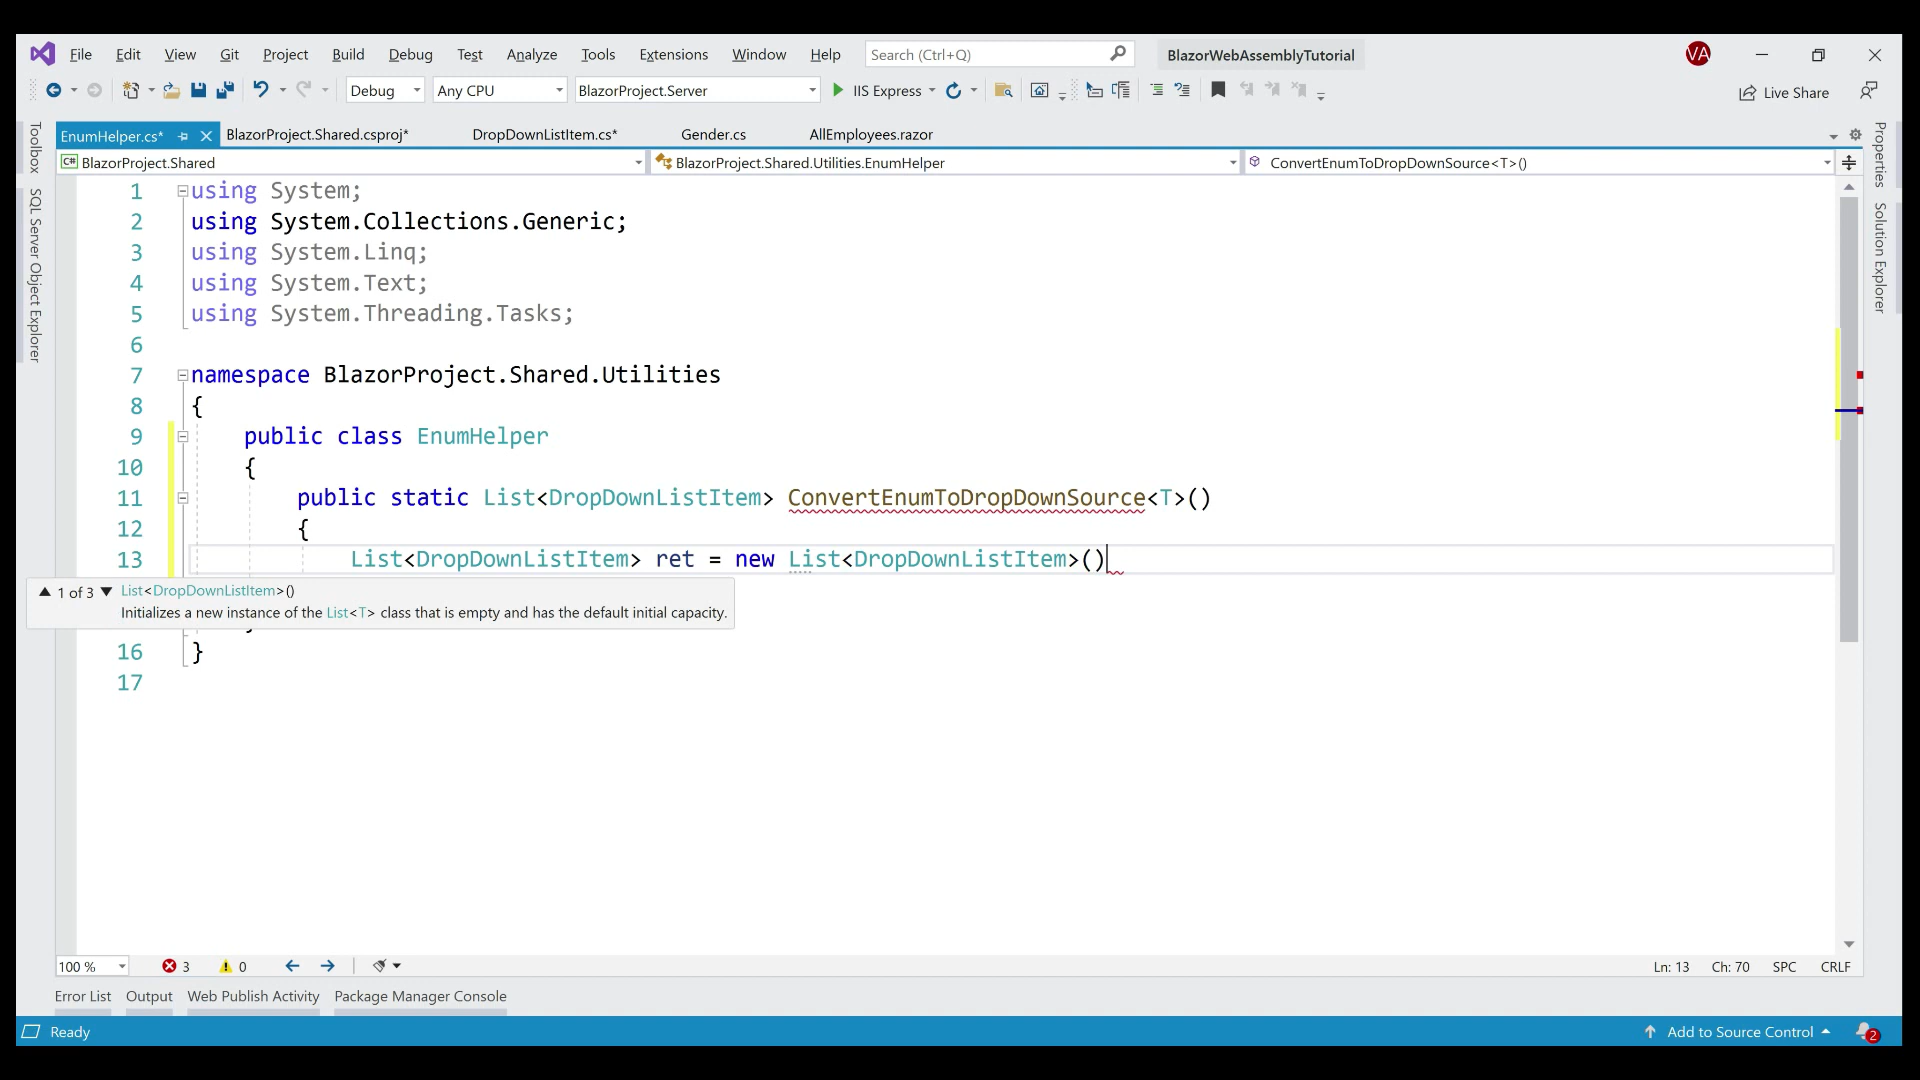 File Edit View Git Project Build Debug Test Analyze Tools Extensions Window Help Search (Ctrl+Q) BlazorWebAssemblyTutorial VA
Debug Any CPU BlazorProject.Server IIS Express Live Share
EnumHelper.cs* BlazorProject.Shared.csproj* DropDownListItem.cs* Gender.cs AllEmployees.razor
C# BlazorProject.Shared BlazorProject.Shared.Utilities.EnumHelper ConvertEnumToDropDownSource<T>()
Toolbox
SQL Server Object Explorer
Properties
Solution Explorer
1 using System;
2 using System.Collections.Generic;
3 using System.Linq;
4 using System.Text;
5 using System.Threading.Tasks;
6
7 namespace BlazorProject.Shared.Utilities
8 {
9 public class EnumHelper
10 {
11 public static List<DropDownListItem> ConvertEnumToDropDownSource<T>()
12 {
13 List<DropDownListItem> ret = new List<DropDownListItem>()
▲ 1 of 3 ▼ List<DropDownListItem>()
Initializes a new instance of the List<T> class that is empty and has the default initial capacity.
16 }
17
100 % 3 0 Ln: 13 Ch: 70 SPC CRLF
Error List Output Web Publish Activity Package Manager Console
Ready Add to Source Control 2